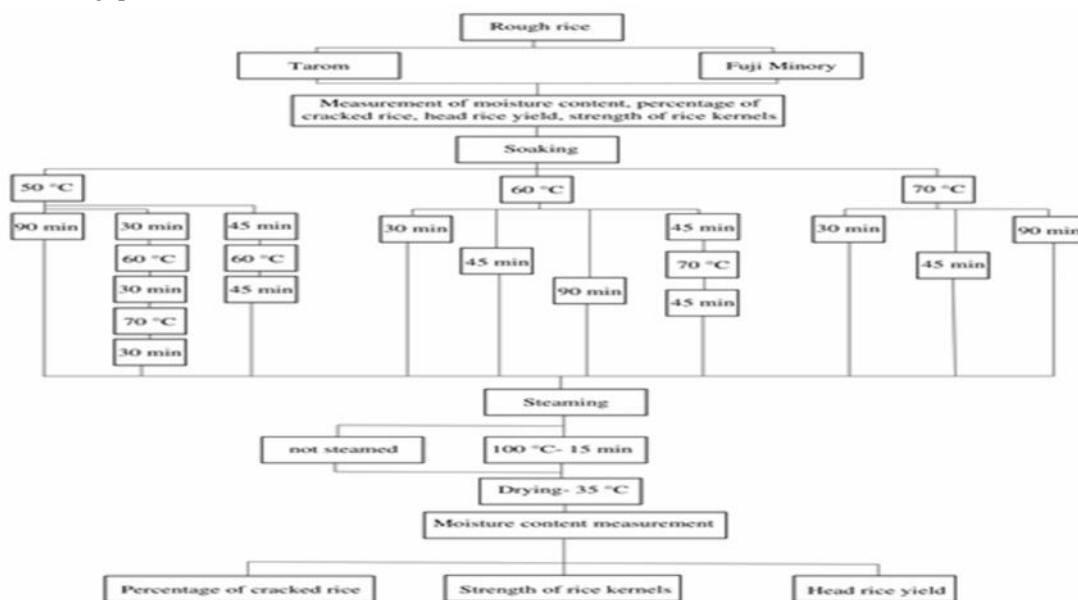 Rough rice
Tarom
Fuji Minory
Measurement of moisture content, percentage of
cracked rice, head rice yield, strength of rice kernels
Soaking
50 °C
60 °C
70 °C
90 min
30 min
60 °C
30 min
70 °C
30 min
45 min
60 °C
45 min
30 min
45 min
90 min
45 min
70 °C
45 min
30 min
45 min
90 min
Steaming
not steamed
100 °C- 15 min
Drying- 35 °C
Moisture content measurement
Percentage of cracked rice
Strength of rice kernels
Head rice yield